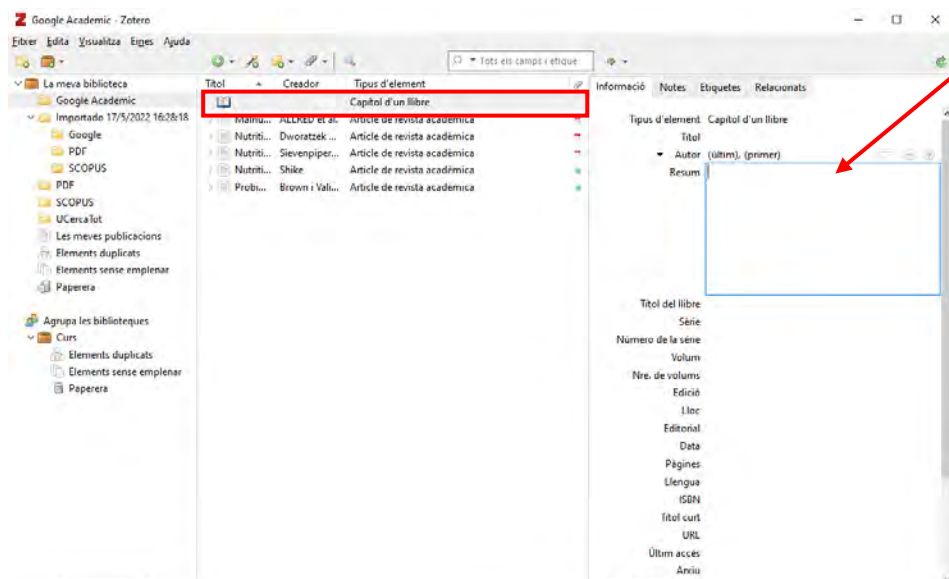 Google Academic - Zotero
Fitxer Edita Visualitza Eines Ajuda
Tots els camps i etique
La meva biblioteca
Google Academic
Importado 17/5/2022 16:28:18
Google
PDF
SCOPUS
PDF
SCOPUS
UCercaTot
Les meves publicacions
Elements duplicats
Elements sense emplenar
Paperera
Agrupa les biblioteques
Curs
Elements duplicats
Elements sense emplenar
Paperera
Títol Creador Tipus d'element
Capítol d'un llibre
Malnu... ALLRED et al. Article de revista acadèmica
Nutriti... Dworatzek ... Article de revista acadèmica
Nutriti... Sievenpiper... Article de revista acadèmica
Nutriti... Shike Article de revista acadèmica
Probi... Brown i Vali... Article de revista acadèmica
Informació Notes Etiquetes Relacionats
Tipus d'element Capítol d'un llibre
Títol
Autor (últim), (primer)
Resum
Títol del llibre
Sèrie
Número de la sèrie
Volum
Nre. de volums
Edició
Lloc
Editorial
Data
Pàgines
Llengua
ISBN
Títol curt
URL
Últim accés
Arxiu